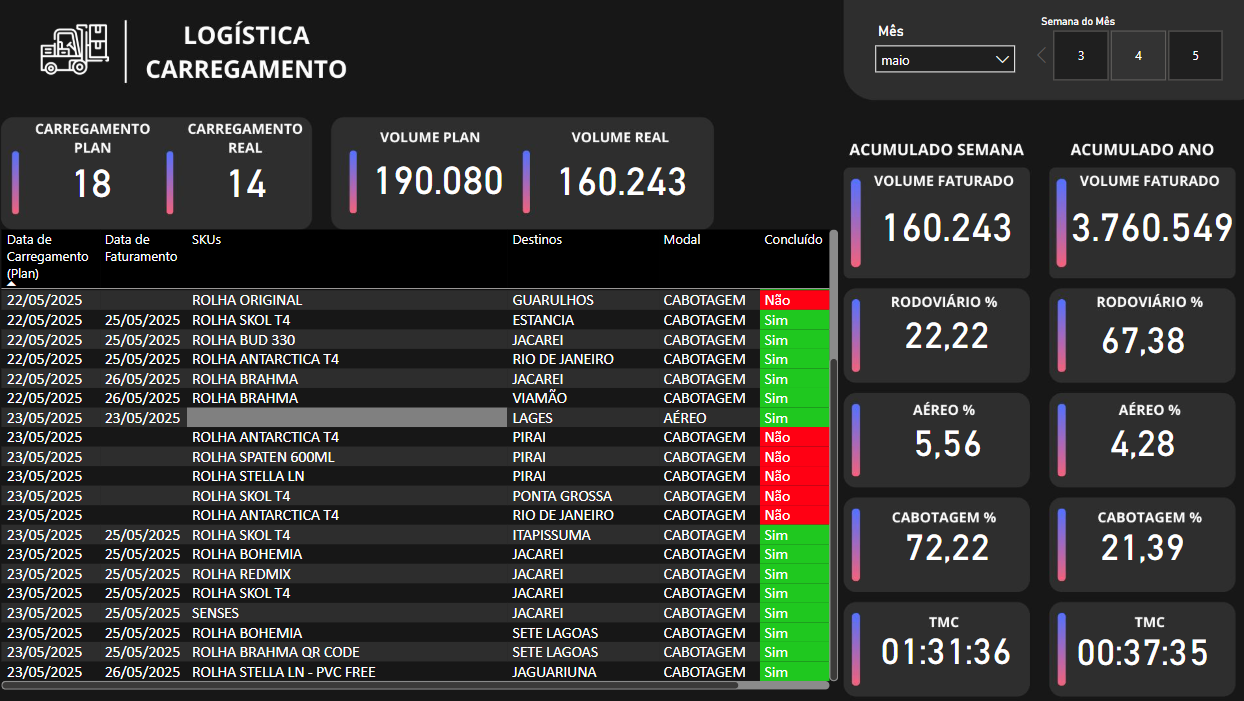 LOGÍSTICA
CARREGAMENTO
Mês
maio
Semana do Mês
3 4 5
CARREGAMENTO
PLAN
18
CARREGAMENTO
REAL
14
VOLUME PLAN
190.080
VOLUME REAL
160.243
Data de
Carregamento
(Plan)
Data de
Faturamento
SKUs
Destinos
Modal
Concluído
22/05/2025 ROLHA ORIGINAL GUARULHOS CABOTAGEM Não
22/05/2025 25/05/2025 ROLHA SKOL T4 ESTANCIA CABOTAGEM Sim
22/05/2025 25/05/2025 ROLHA BUD 330 JACAREI CABOTAGEM Sim
22/05/2025 25/05/2025 ROLHA ANTARCTICA T4 RIO DE JANEIRO CABOTAGEM Sim
22/05/2025 26/05/2025 ROLHA BRAHMA JACAREI CABOTAGEM Sim
22/05/2025 26/05/2025 ROLHA BRAHMA VIAMÃO CABOTAGEM Sim
23/05/2025 23/05/2025 LAGES AÉREO Sim
23/05/2025 ROLHA ANTARCTICA T4 PIRAI CABOTAGEM Não
23/05/2025 ROLHA SPATEN 600ML PIRAI CABOTAGEM Não
23/05/2025 ROLHA STELLA LN PIRAI CABOTAGEM Não
23/05/2025 ROLHA SKOL T4 PONTA GROSSA CABOTAGEM Não
23/05/2025 ROLHA ANTARCTICA T4 RIO DE JANEIRO CABOTAGEM Não
23/05/2025 25/05/2025 ROLHA SKOL T4 ITAPISSUMA CABOTAGEM Sim
23/05/2025 25/05/2025 ROLHA BOHEMIA JACAREI CABOTAGEM Sim
23/05/2025 25/05/2025 ROLHA REDMIX JACAREI CABOTAGEM Sim
23/05/2025 25/05/2025 ROLHA SKOL T4 JACAREI CABOTAGEM Sim
23/05/2025 25/05/2025 SENSES JACAREI CABOTAGEM Sim
23/05/2025 25/05/2025 ROLHA BOHEMIA SETE LAGOAS CABOTAGEM Sim
23/05/2025 25/05/2025 ROLHA BRAHMA QR CODE SETE LAGOAS CABOTAGEM Sim
23/05/2025 26/05/2025 ROLHA STELLA LN - PVC FREE JAGUARIUNA CABOTAGEM Sim
ACUMULADO SEMANA
VOLUME FATURADO
160.243
RODOVIÁRIO %
22,22
AÉREO %
5,56
CABOTAGEM %
72,22
TMC
01:31:36
ACUMULADO ANO
VOLUME FATURADO
3.760.549
RODOVIÁRIO %
67,38
AÉREO %
4,28
CABOTAGEM %
21,39
TMC
00:37:35